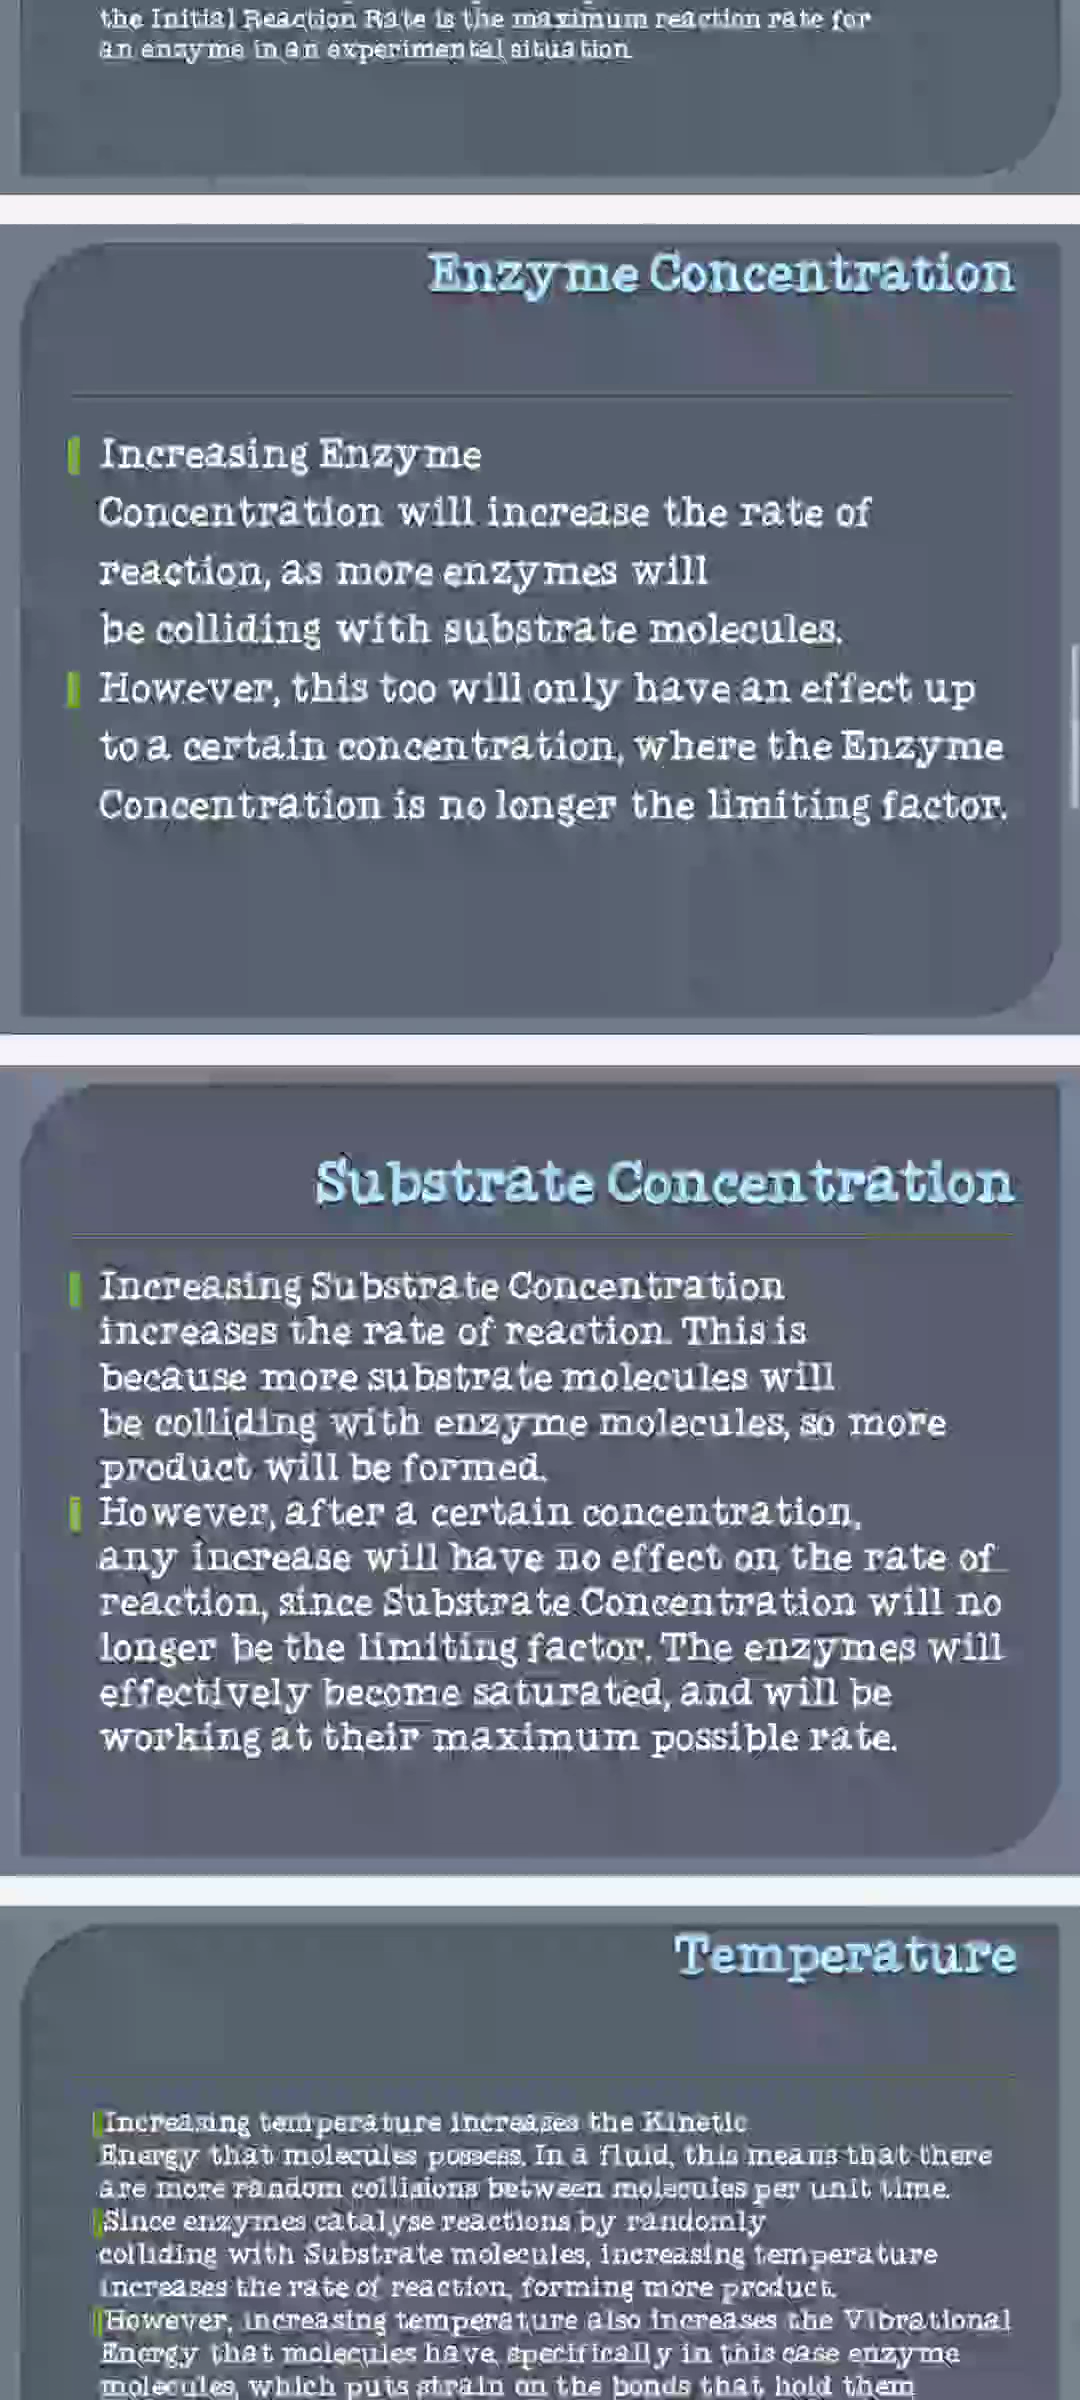 the Initial Reaction Rate is the maximum reaction rate for
an enzyme in an experimental situation
Enzyme Concentration
Increasing Enzyme
Concentration will increase the rate of
reaction, as more enzymes will
be colliding with substrate molecules.
However, this too will only have an effect up
to a certain concentration, where the Enzyme
Concentration is no longer the limiting factor.
Substrate Concentration
Increasing Substrate Concentration
increases the rate of reaction. This is
because more substrate molecules will
be colliding with enzyme molecules, so more
product will be formed.
However, after a certain concentration,
any increase will have no effect on the rate of
reaction, since Substrate Concentration will no
longer be the limiting factor. The enzymes will
effectively become saturated, and will be
working at their maximum possible rate.
Temperature
Increasing temperature increases the Kinetic
Energy that molecules possess. In a fluid, this means that there
are more random collisions between molecules per unit time.
Since enzymes catalyse reactions by randomly
colliding with Substrate molecules, increasing temperature
increases the rate of reaction, forming more product.
However, increasing temperature also increases the Vibrational
Energy that molecules have, specifically in this case enzyme
molecules, which puts strain on the bonds that hold them